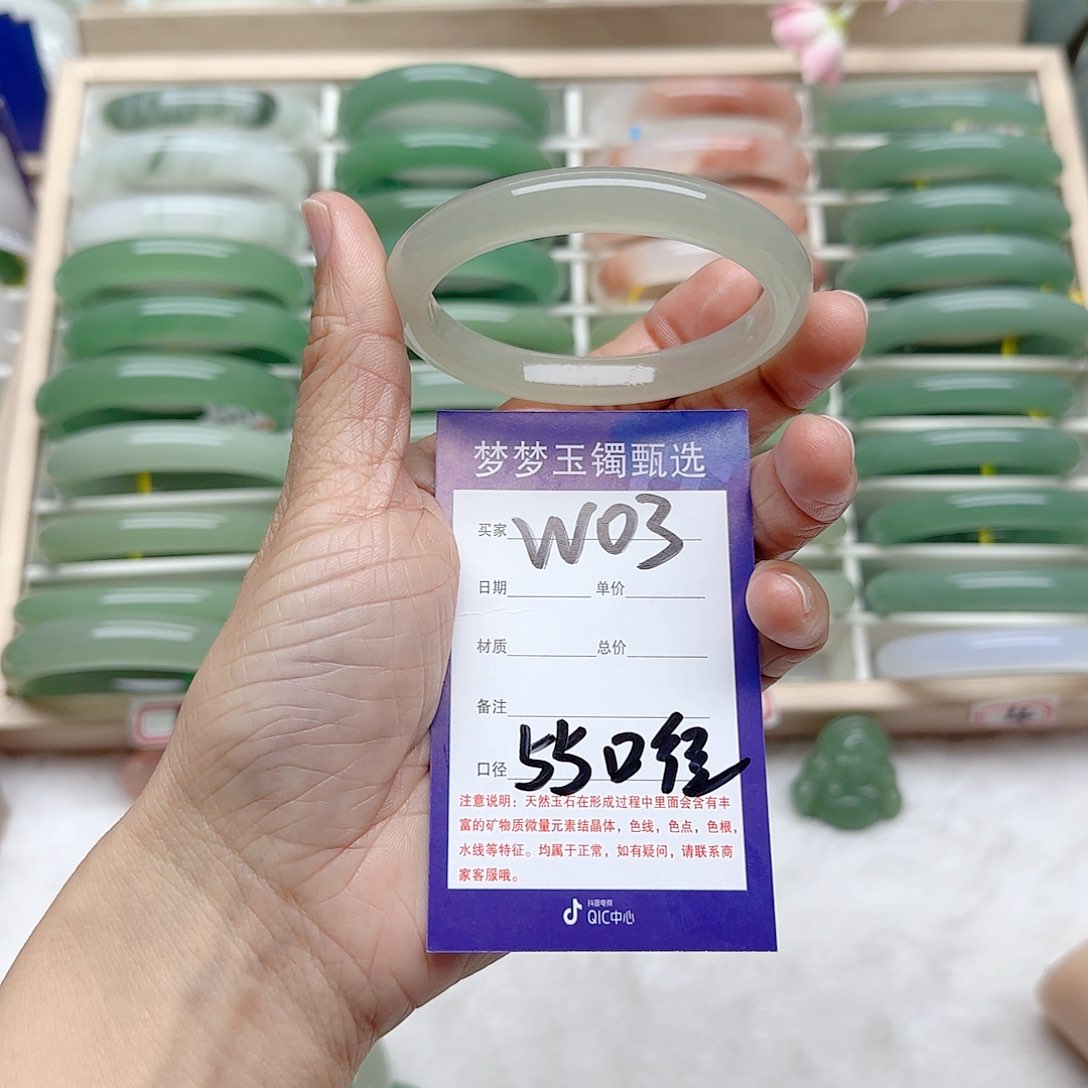 梦梦玉镯甄选
买家 W03
日期 单价
材质 总价
备注
口径 55口径
注意说明：天然玉石在形成过程中里面会含有丰
富的矿物质微量元素结晶体，色线，色点，色根，
水线等特征。均属于正常，如有疑问，请联系商
家客服哦。
抖音电商
QIC中心